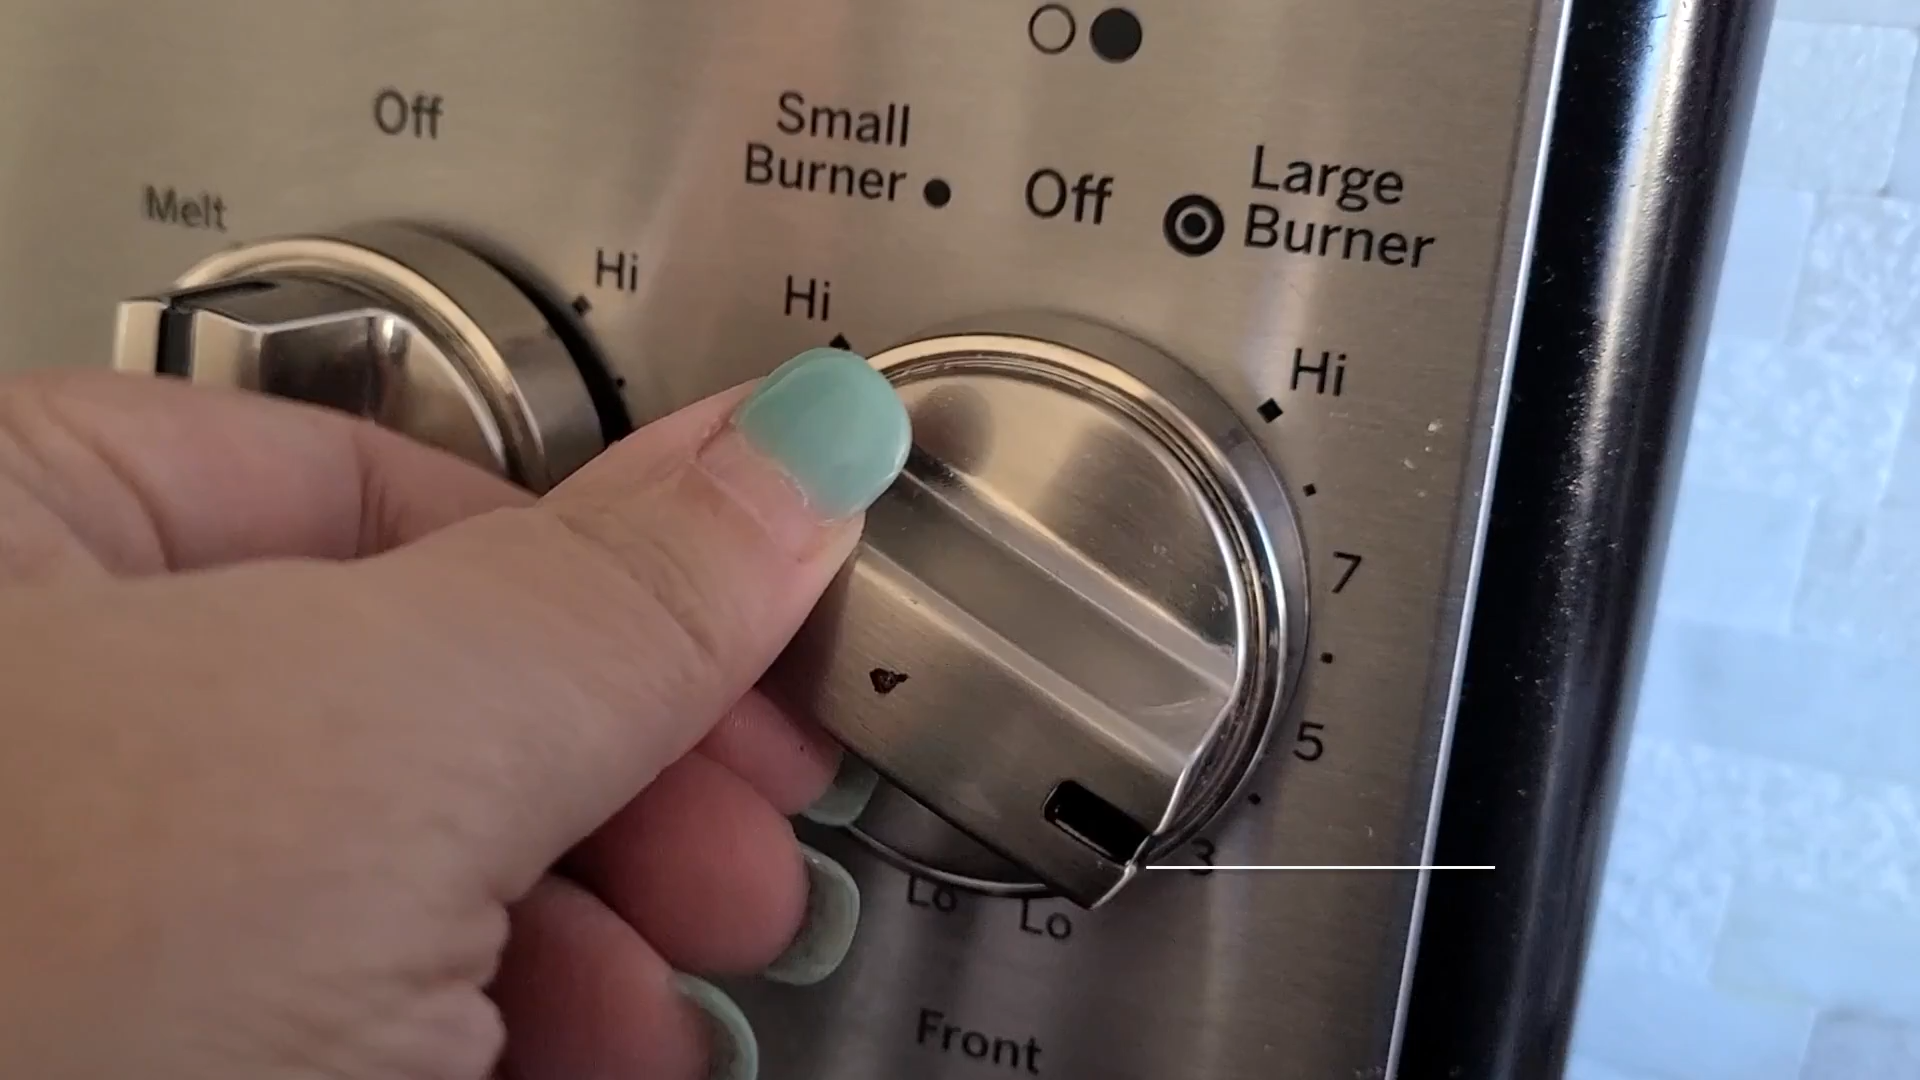 Off
Melt
Hi
Small
Burner
Off
Large
Burner
Hi
Hi
7
5
3
Lo
Lo
Front